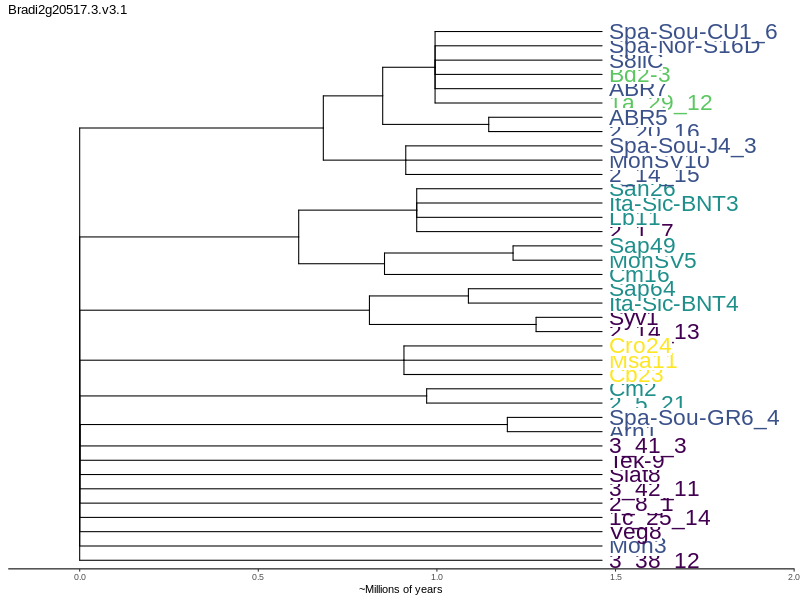 Bradi2g20517.3.v3.1
Spa-Sou-CU1_6
Spa-Nor-S16D
S8iiC
Bd2-3
ABR7
Ta_29_12
ABR5
2_20_16
Spa-Sou-J4_3
MonSV10
2_14_15
San26
Ita-Sic-BNT3
Lb11
2_1_7
Sap49
MonSV5
Cm16
Sap64
Ita-Sic-BNT4
Syv1
2_14_13
Cro24
Msa11
Cb23
Cm2
2_5_21
Spa-Sou-GR6_4
Arn1
3_41_3
Tek-9
Slat8
3_42_11
2_8_1
1c_25_14
Veg8
Mon3
3_38_12
0.0 0.5 1.0 1.5 2.0
~Millions of years